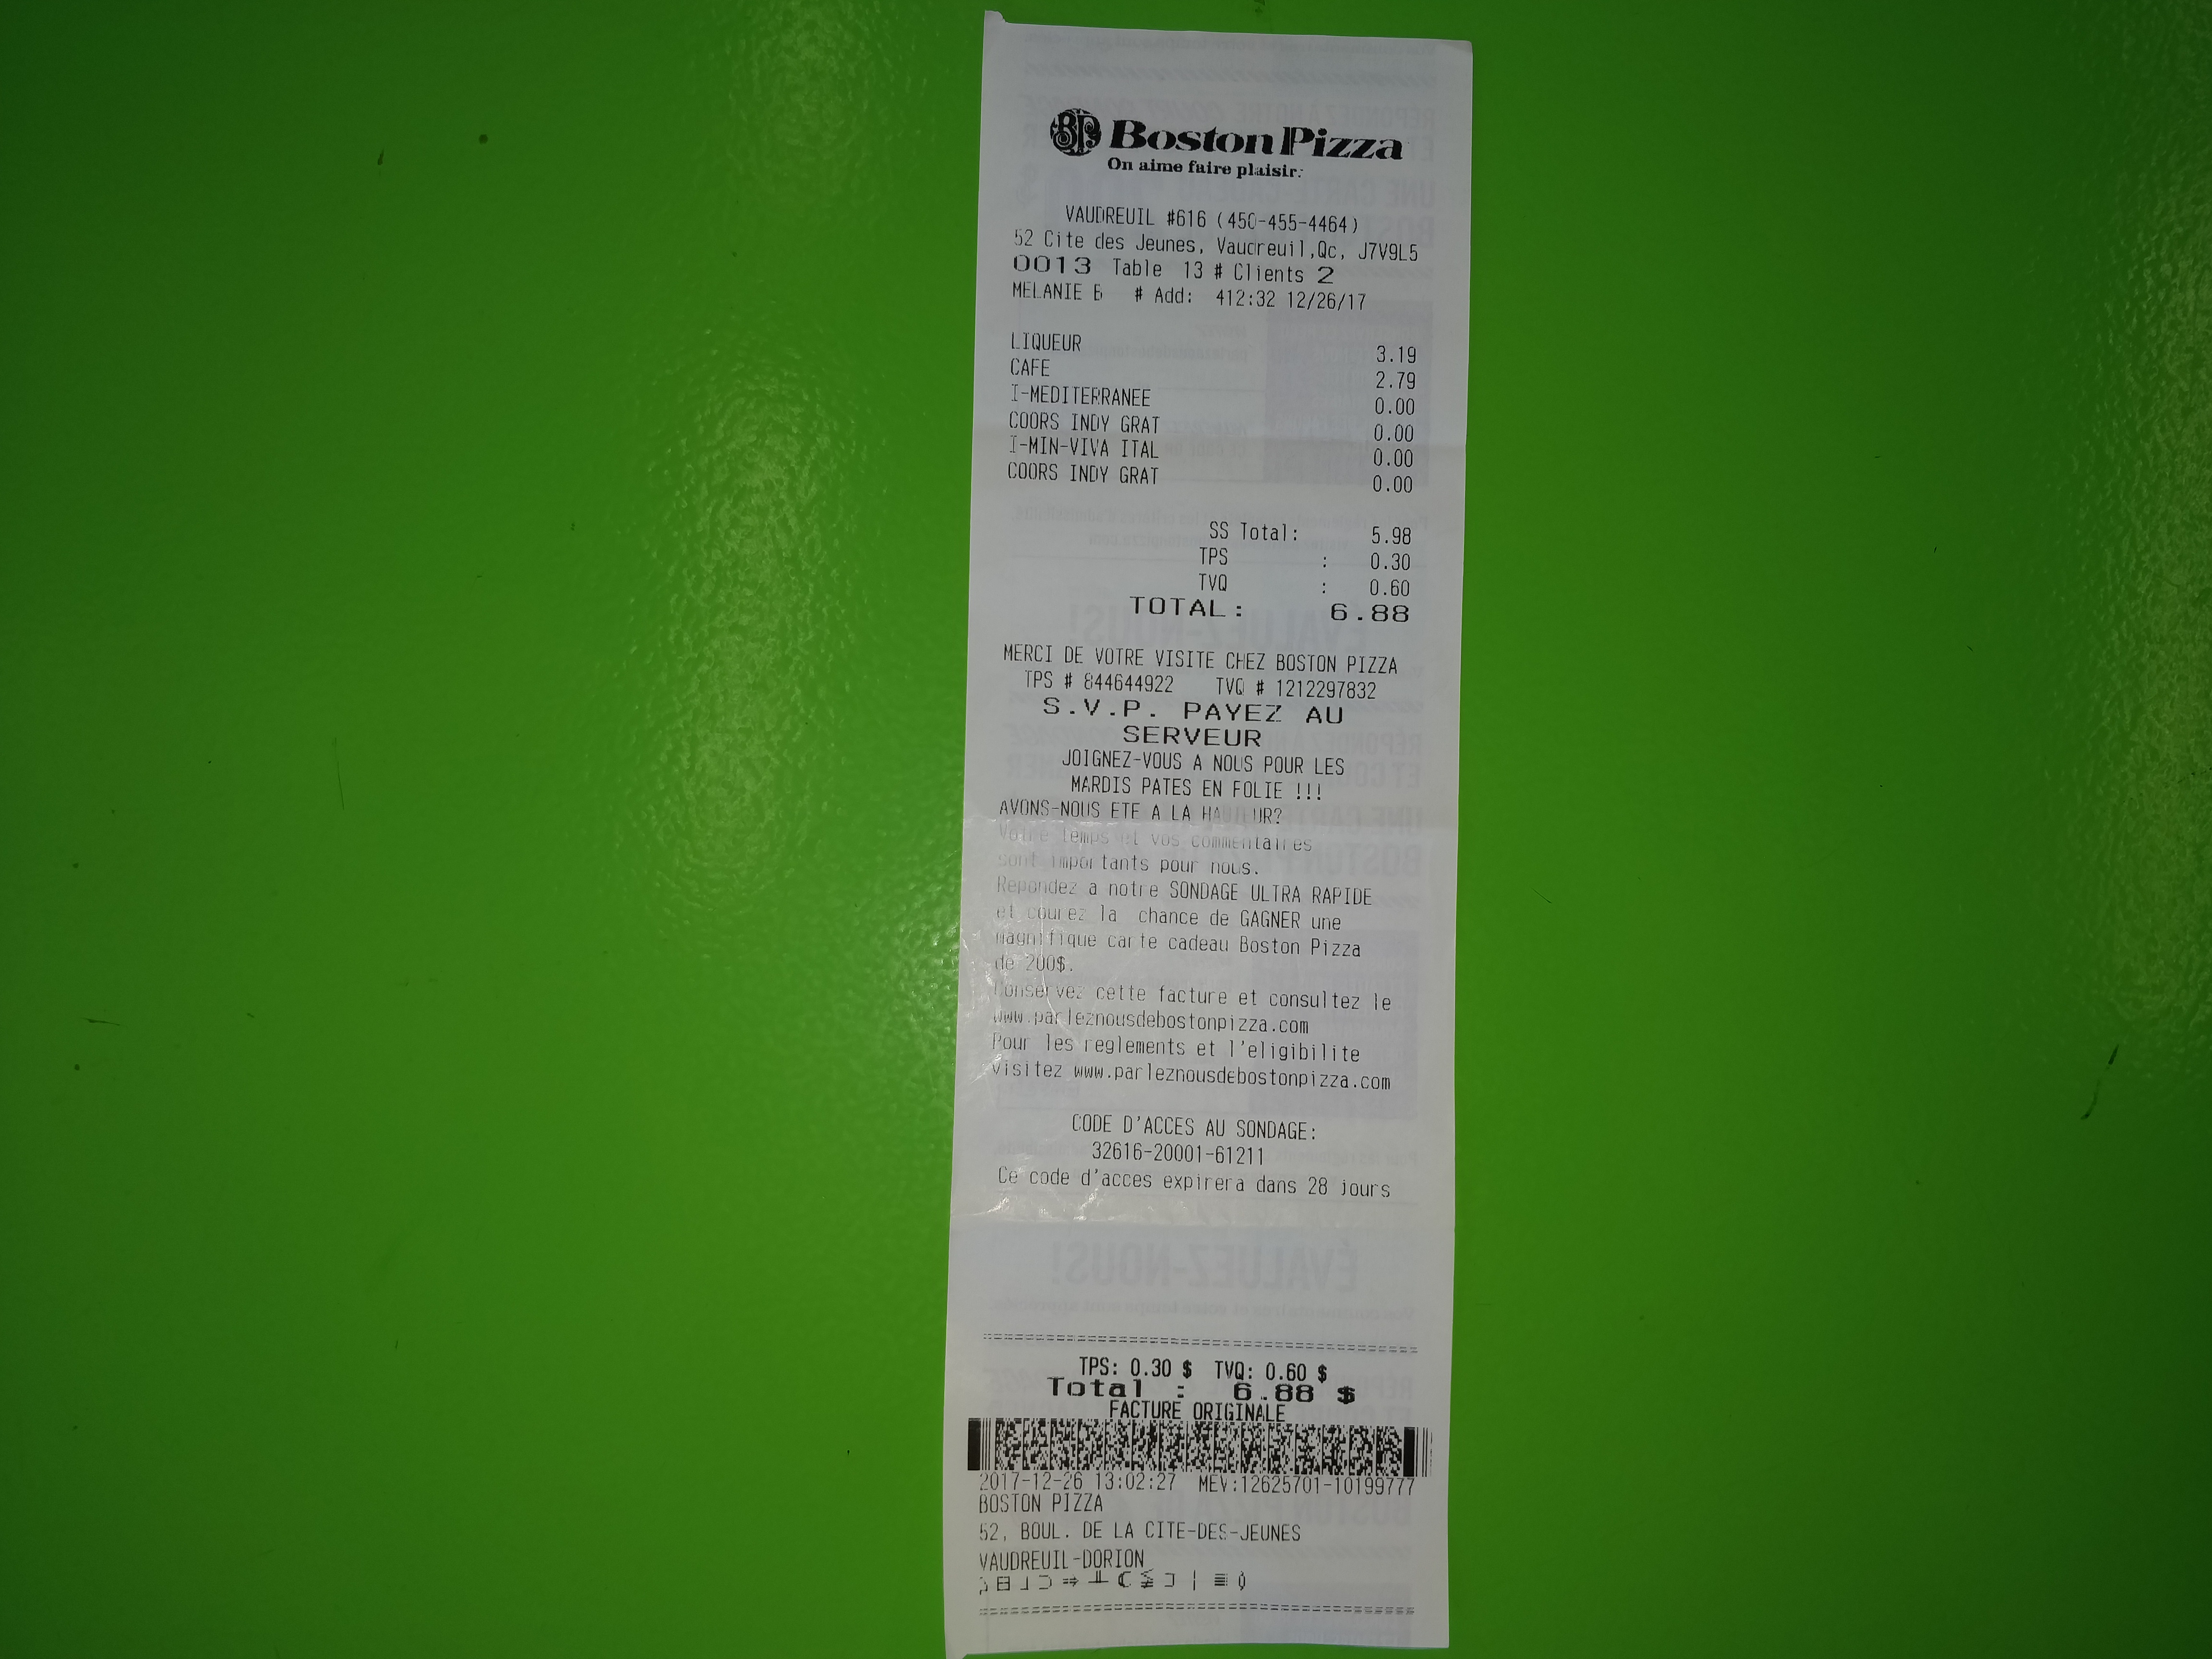 BP Boston Pizza
On aime faire plaisir.
VAUDREUIL #616 (450-455-4464)
52 Cite des Jeunes, Vaudreuil,Qc, J7V9L5
0013 Table 13 # Clients 2
MELANIE B # Add: 412:32 12/26/17
LIQUEUR 3.19
CAFE 2.79
I-MEDITERRANEE 0.00
COORS INDY GRAT 0.00
I-MIN-VIVA ITAL 0.00
COORS INDY GRAT 0.00
SS Total: 5.98
TPS : 0.30
TVQ : 0.60
TOTAL: 6.88
MERCI DE VOTRE VISITE CHEZ BOSTON PIZZA
TPS # 844644922 TVQ # 1212297832
S.V.P. PAYEZ AU
SERVEUR
JOIGNEZ-VOUS A NOUS POUR LES
MARDIS PATES EN FOLIE !!!
AVONS-NOUS ETE A LA HAUTEUR?
Votre temps et vos commentaires
sont importants pour nous.
Repondez a notre SONDAGE ULTRA RAPIDE
et courez la chance de GAGNER une
magnifique carte cadeau Boston Pizza
de 200$.
Conservez cette facture et consultez le
www.parleznousdebostonpizza.com
Pour les reglements et l'eligibilite
visitez www.parleznousdebostonpizza.com
CODE D'ACCES AU SONDAGE:
32616-20001-61211
Ce code d'acces expirera dans 28 jours
ÉVALUEZ-NOUS!
TPS: 0.30 $ TVQ: 0.60 $
Total : 6.88 $
FACTURE ORIGINALE
2017-12-26 13:02:27 MEV:12625701-10199777
BOSTON PIZZA
52, BOUL. DE LA CITE-DES-JEUNES
VAUDREUIL-DORION